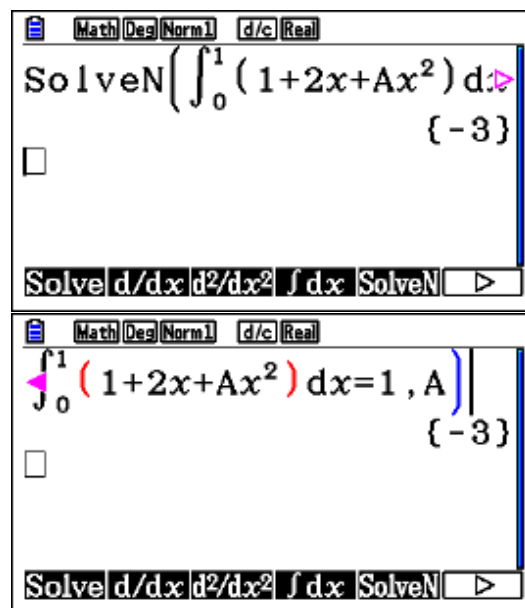 Math Deg Norm1 d/c Real
SolveN(∫₀¹(1+2x+Ax²)dx
{-3}
Solve d/dx d²/dx² ∫dx SolveN ▷
Math Deg Norm1 d/c Real
∫₀¹(1+2x+Ax²)dx=1,A)
{-3}
Solve d/dx d²/dx² ∫dx SolveN ▷